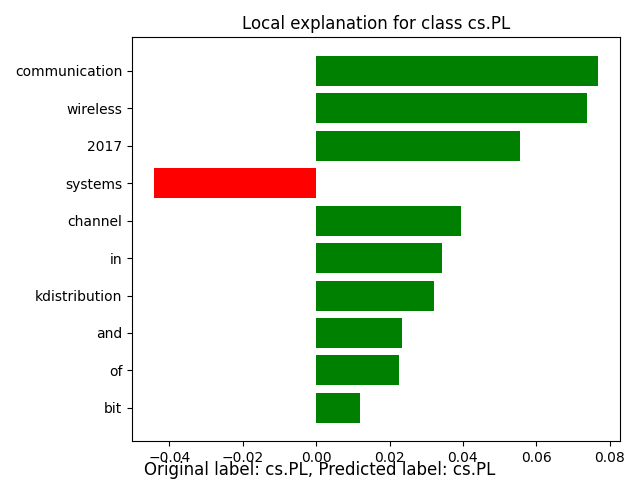 Local explanation for class cs.PL
communication
wireless
2017
systems
channel
in
kdistribution
and
of
bit
−0.04 −0.02 0.00 0.02 0.04 0.06 0.08
Original label: cs.PL, Predicted label: cs.PL